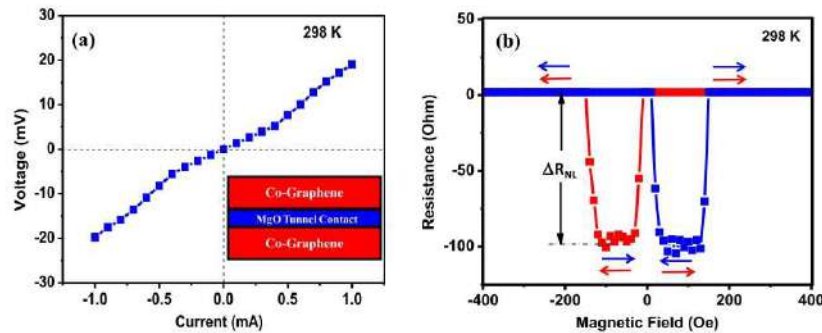 (a)
298 K
Voltage (mV)
30
20
10
0
-10
-20
-30
-1.0
-0.5
0.0
0.5
1.0
Current (mA)
Co-Graphene
MgO Tunnel Contact
Co-Graphene
(b)
298 K
Resistance (Ohm)
50
0
-50
-100
-400
-200
0
200
400
Magnetic Field (Oe)
ΔR_NL